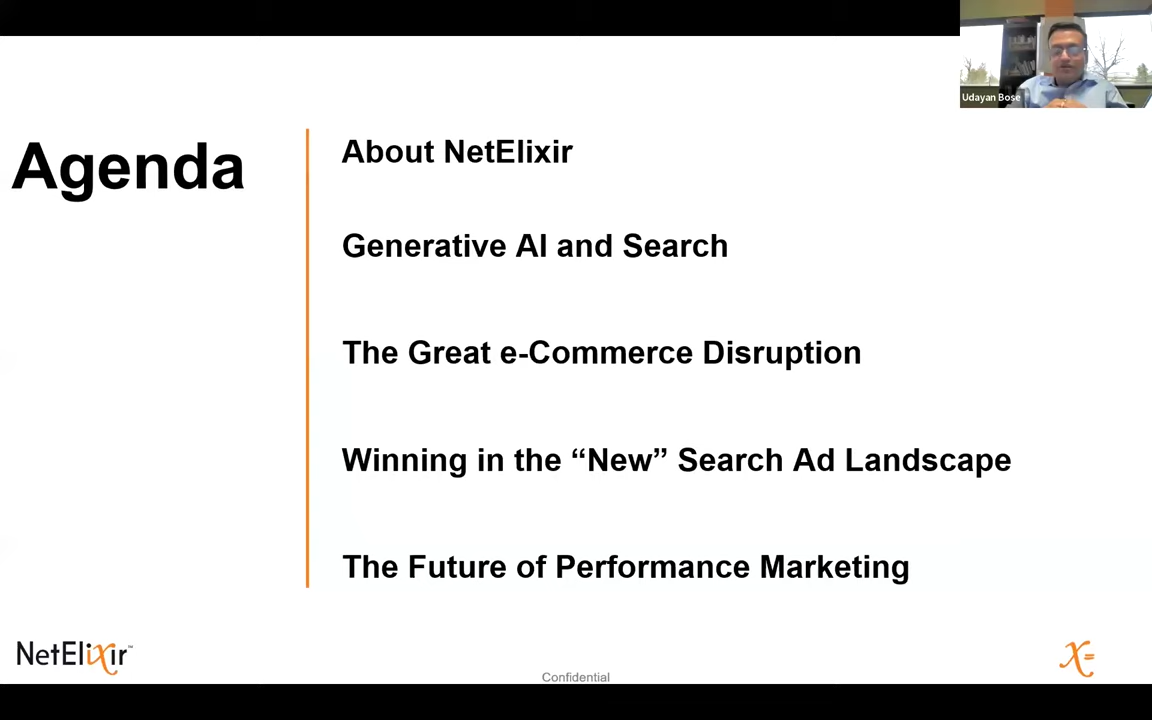 Udayan Bose
Agenda
About NetElixir
Generative AI and Search
The Great e-Commerce Disruption
Winning in the “New” Search Ad Landscape
The Future of Performance Marketing
NetElixir™
Confidential
X=